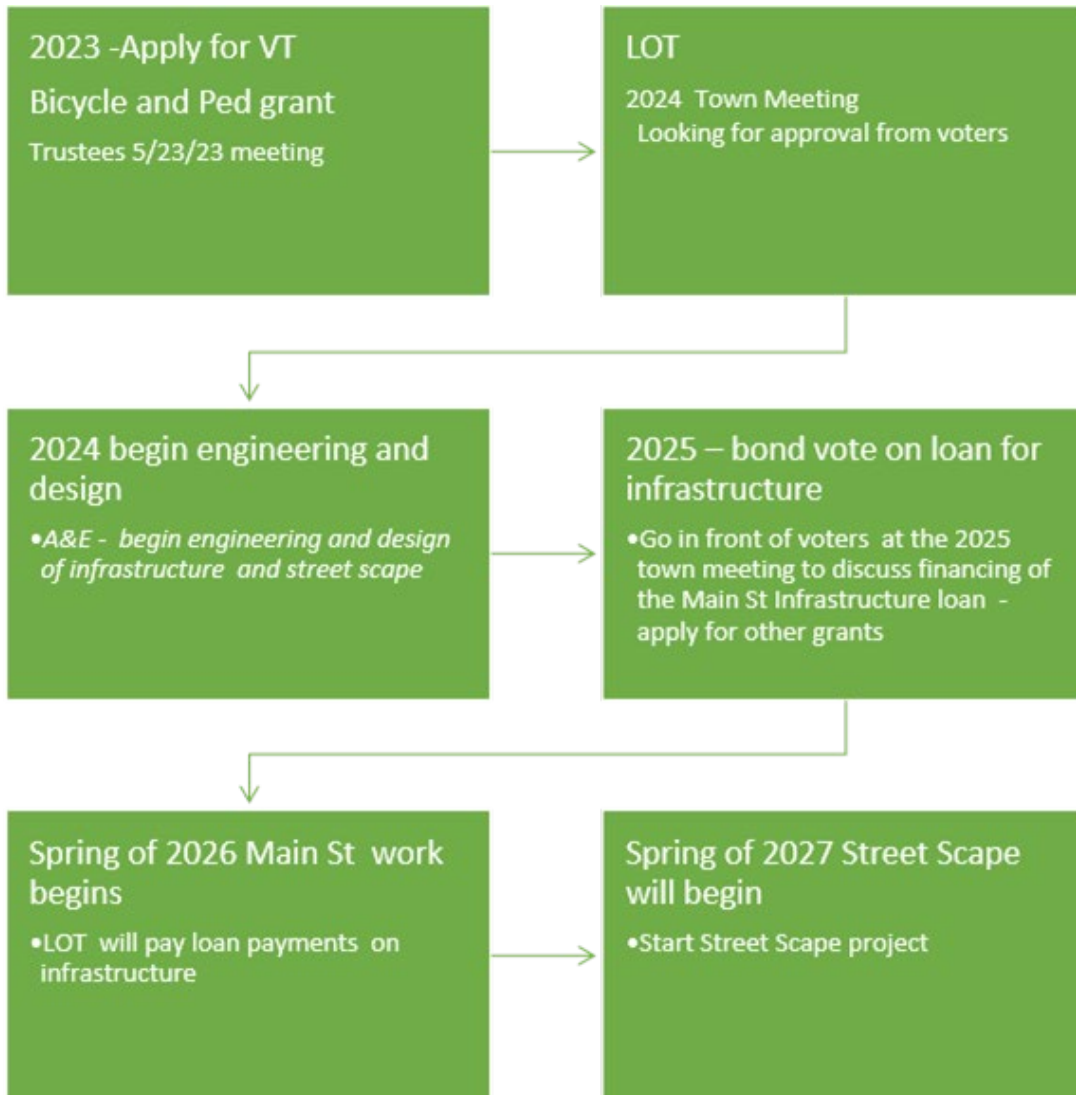 2023 -Apply for VT
Bicycle and Ped grant
Trustees 5/23/23 meeting
LOT
2024 Town Meeting
Looking for approval from voters
2024 begin engineering and
design
•A&E - begin engineering and design
of infrastructure and street scape
2025 – bond vote on loan for
infrastructure
•Go in front of voters at the 2025
town meeting to discuss financing of
the Main St Infrastructure loan -
apply for other grants
Spring of 2026 Main St work
begins
•LOT will pay loan payments on
infrastructure
Spring of 2027 Street Scape
will begin
•Start Street Scape project